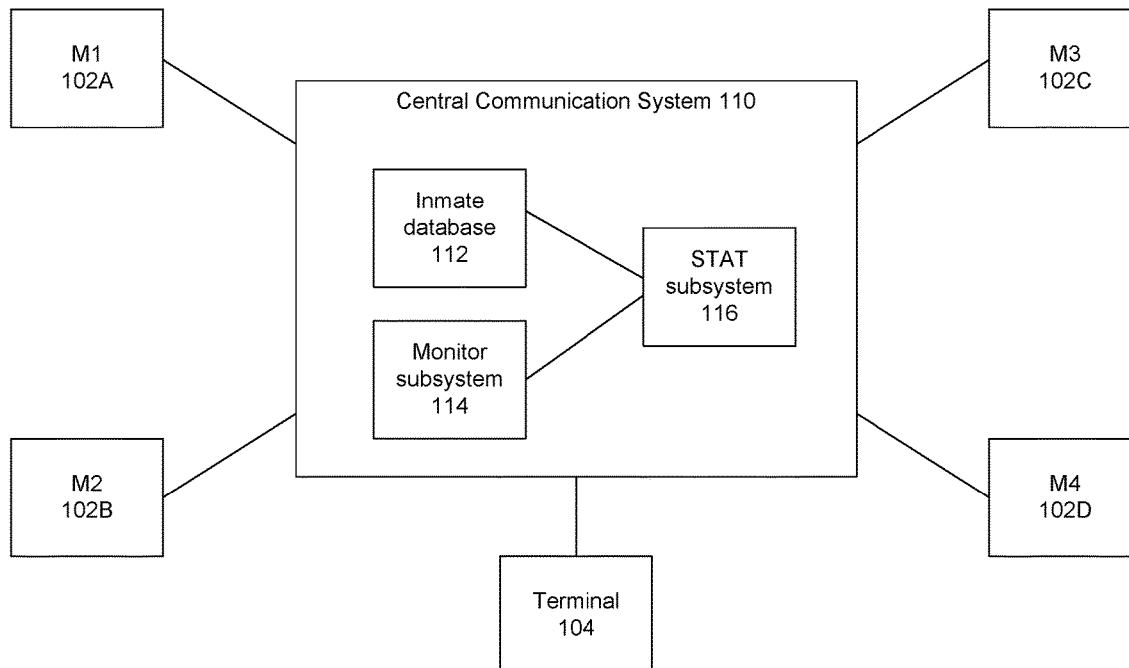 M1
102A
M3
102C
Central Communication System 110
Inmate
database
112
STAT
subsystem
116
Monitor
subsystem
114
M2
102B
M4
102D
Terminal
104